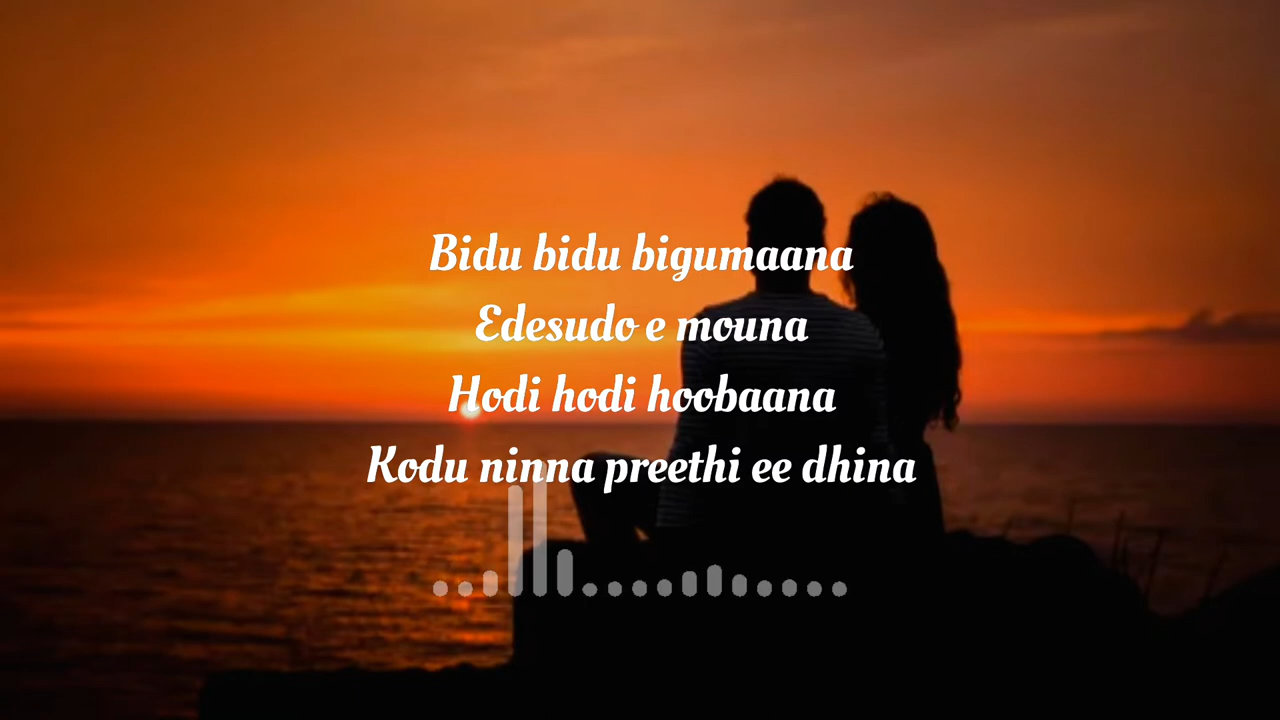 Bidu bidu bigumaana
Edesudo e mouna
Hodi hodi hoobaana
Kodu ninna preethi ee dhina